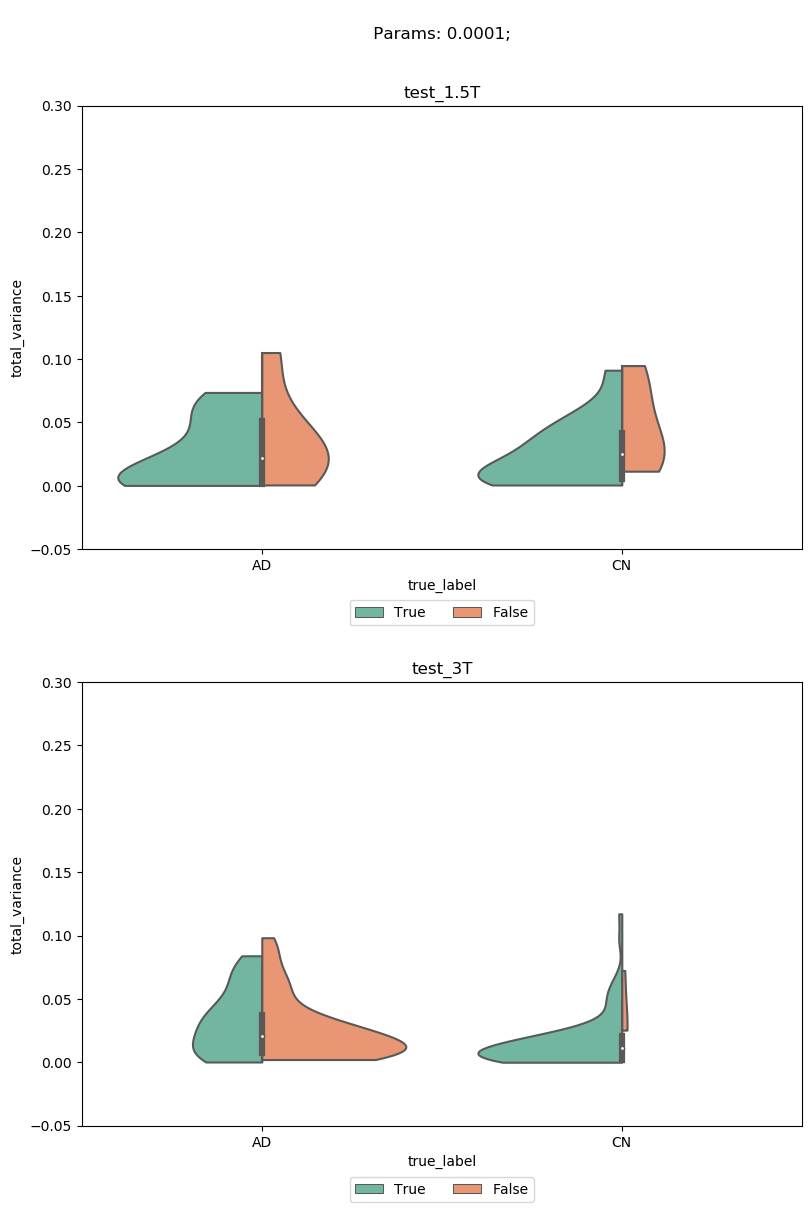 Params: 0.0001;
test_1.5T
0.30
0.25
0.20
0.15
0.10
0.05
0.00
−0.05
total_variance
AD
CN
true_label
True
False
test_3T
0.30
0.25
0.20
0.15
0.10
0.05
0.00
−0.05
total_variance
AD
CN
true_label
True
False